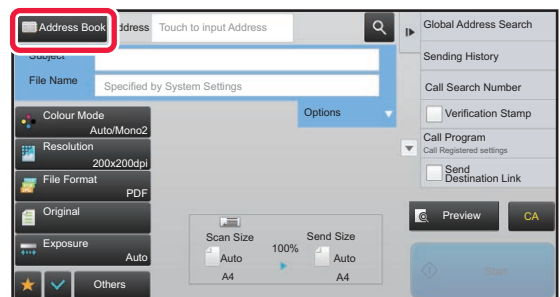 Address Book
Address
Touch to input Address
Subject
File Name
Specified by System Settings
Options
Colour Mode
Auto/Mono2
Resolution
200x200dpi
File Format
PDF
Original
Exposure
Auto
Others
Scan Size
Auto
A4
100%
Send Size
Auto
A4
Global Address Search
Sending History
Call Search Number
Verification Stamp
Call Program
Call Registered settings
Send
Destination Link
Preview
CA
Start